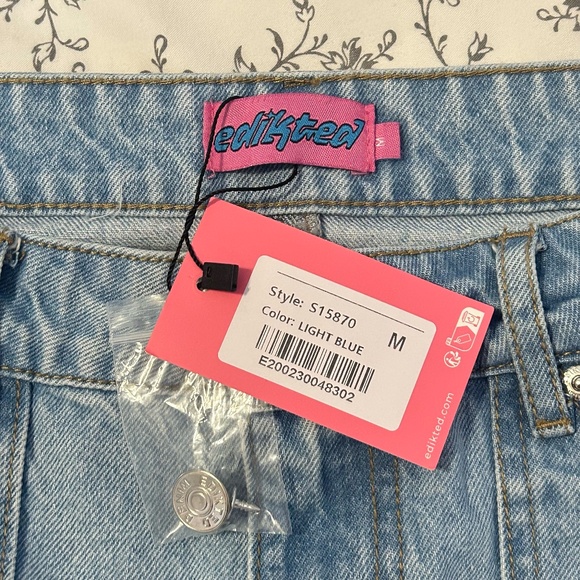 edikted
M
Style: S15870
Color: LIGHT BLUE
M
E200230048302
edikted.com